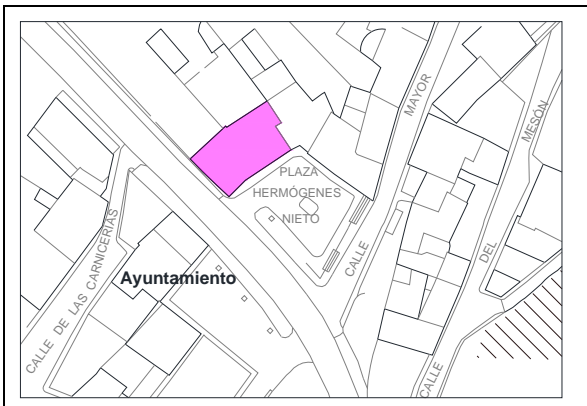 PLAZA
HERMÓGENES
NIETO
CALLE MAYOR
CALLE DEL MESÓN
CALLE DE LAS CARNICERIAS
Ayuntamiento